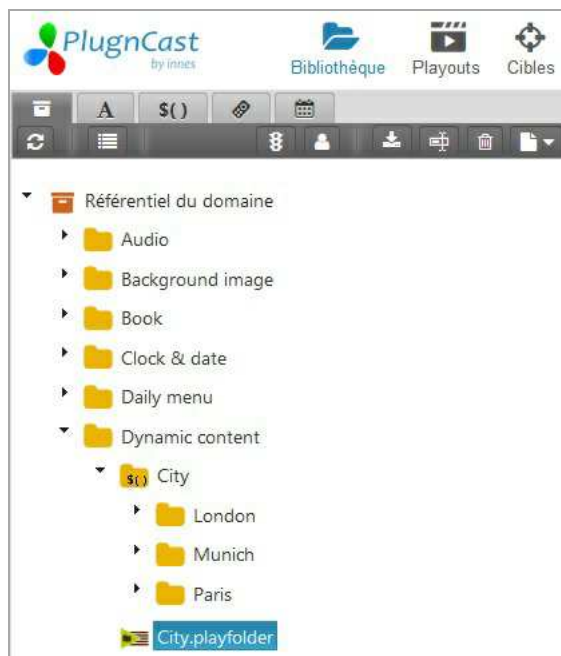 PlugnCast
by innes
Bibliothèque Playouts Cibles
A $()
Référentiel du domaine
Audio
Background image
Book
Clock & date
Daily menu
Dynamic content
$() City
London
Munich
Paris
City.playfolder